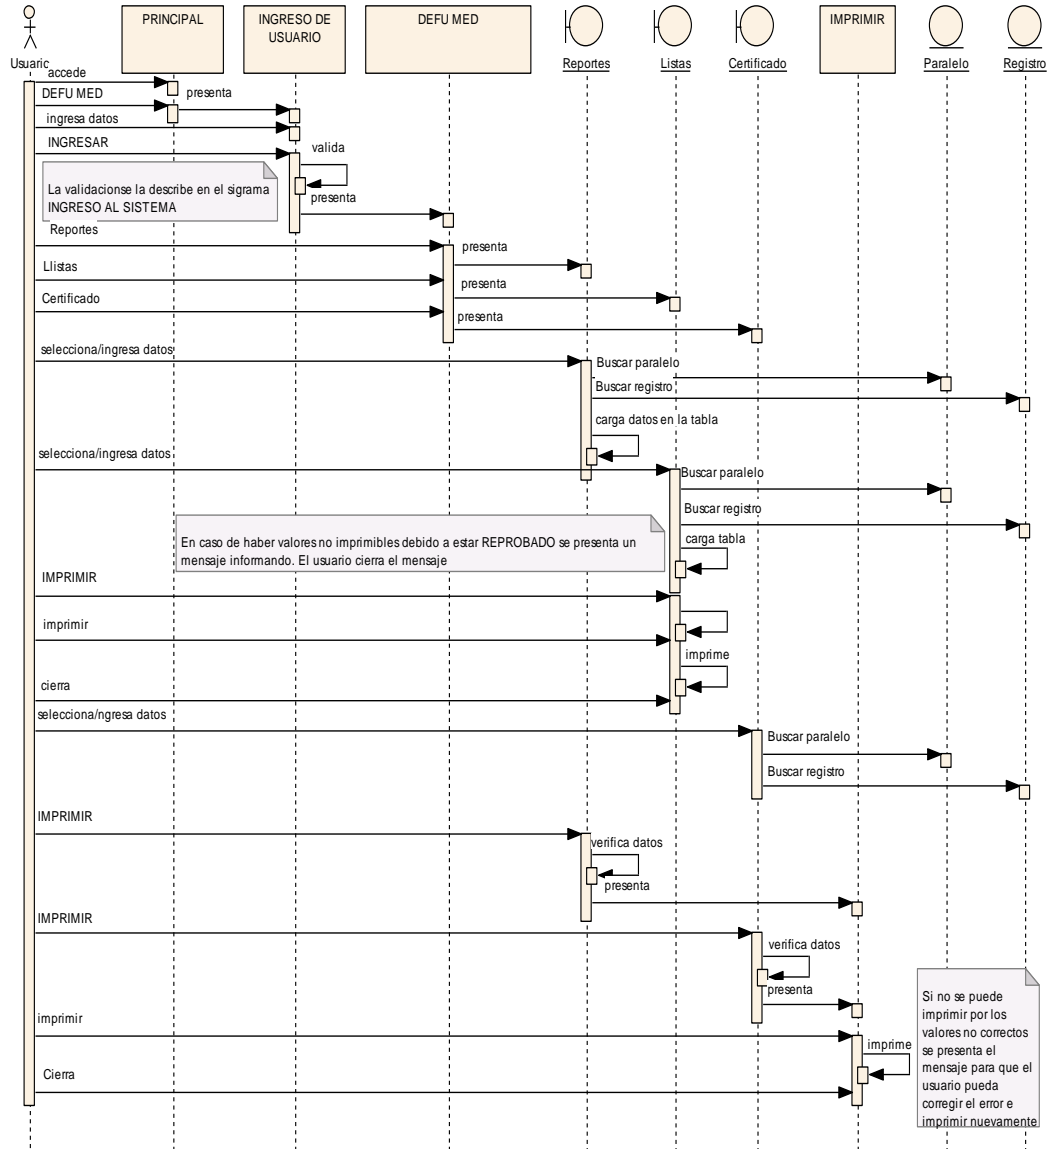 PRINCIPAL
INGRESO DE
USUARIO
DEFU MED
IMPRIMIR
Usuaric
Reportes
Listas
Certificado
Paralelo
Registro
accede
DEFU MED
presenta
ingresa datos
INGRESAR
valida
La validacionse la describe en el sigrama
INGRESO AL SISTEMA
presenta
Reportes
presenta
Llistas
presenta
Certificado
presenta
selecciona/ingresa datos
Buscar paralelo
Buscar registro
carga datos en la tabla
selecciona/ingresa datos
Buscar paralelo
Buscar registro
En caso de haber valores no imprimibles debido a estar REPROBADO se presenta un
mensaje informando. El usuario cierra el mensaje
carga tabla
IMPRIMIR
imprimir
imprime
cierra
selecciona/ngresa datos
Buscar paralelo
Buscar registro
IMPRIMIR
verifica datos
presenta
IMPRIMIR
verifica datos
presenta
Si no se puede
imprimir por los
valores no correctos
se presenta el
mensaje para que el
usuario pueda
corregir el error e
imprimir nuevamente
imprimir
imprime
Cierra